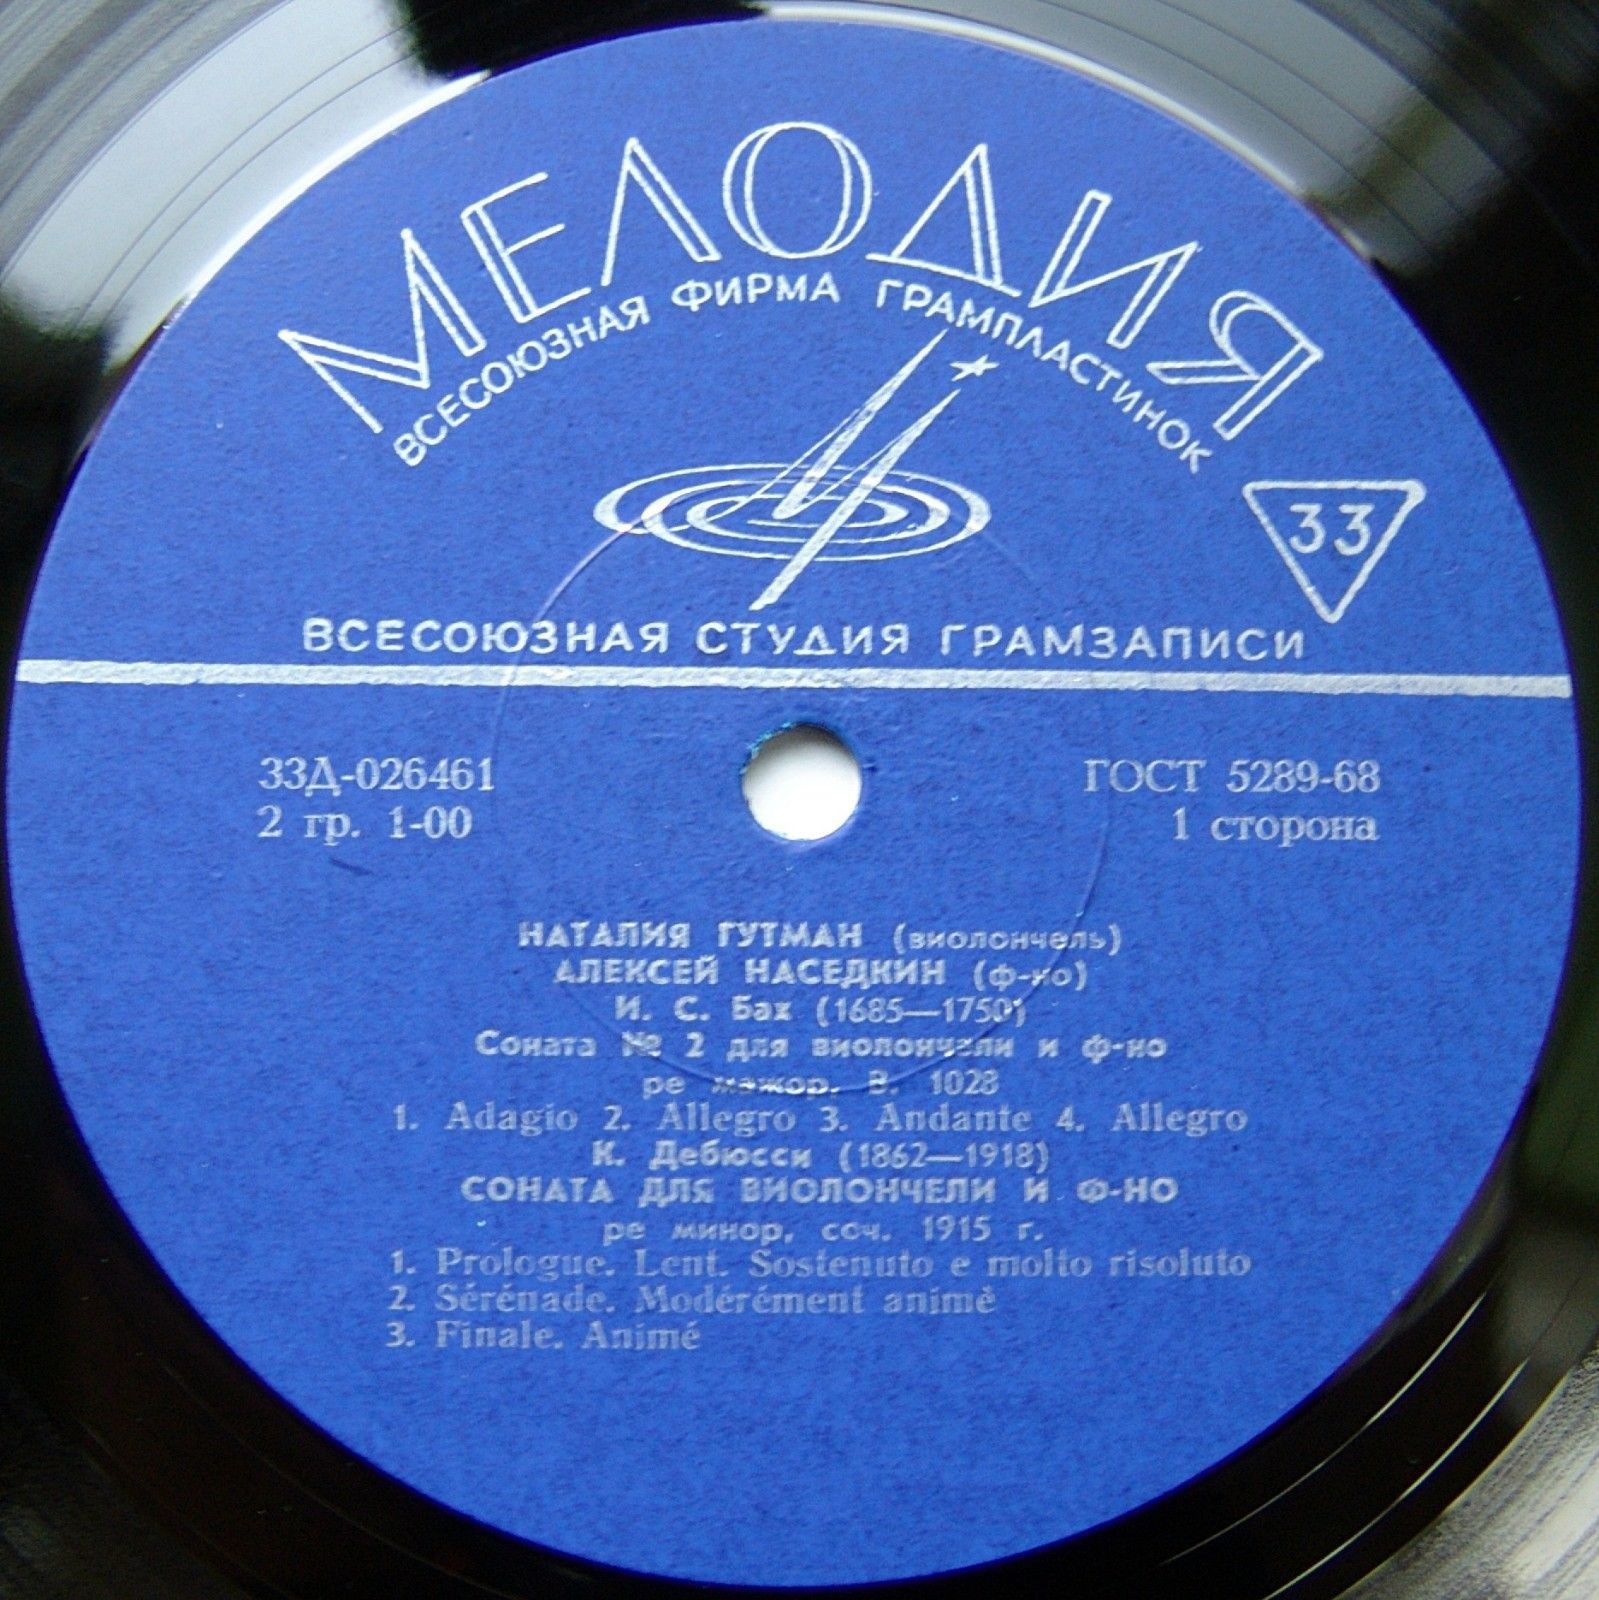 МЕЛОДИЯ
ВСЕСОЮЗНАЯ ФИРМА ГРАМПЛАСТИНОК
33
ВСЕСОЮЗНАЯ СТУДИЯ ГРАМЗАПИСИ
33Д-026461 ГОСТ 5289-68
2 гр. 1-00 1 сторона
НАТАЛИЯ ГУТМАН (виолончель)
АЛЕКСЕЙ НАСЕДКИН (ф-но)
И. С. Бах (1685—1750)
Соната № 2 для виолончели и ф-но
ре мажор. В. 1028
1. Adagio 2. Allegro 3. Andante 4. Allegro
К. Дебюсси (1862—1918)
СОНАТА ДЛЯ ВИОЛОНЧЕЛИ И Ф-НО
ре минор, соч. 1915 г.
1. Prologue. Lent. Sostenuto e molto risoluto
2. Sérénade. Modérément animé
3. Finale. Animé